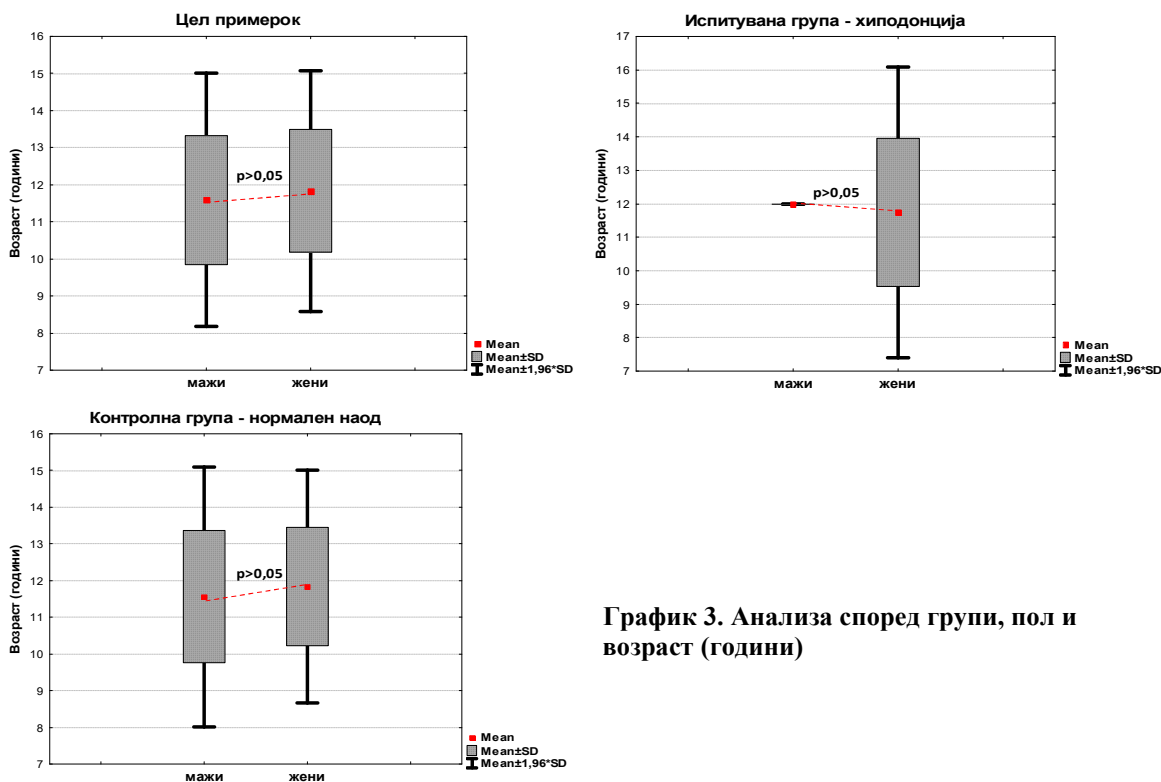 Цел примерок
16
15
14
13
12
11
10
9
8
7
Возраст (години)
p>0,05
мажи жени
Mean
Mean±SD
Mean±1,96*SD
Испитувана група - хиподонција
17
16
15
14
13
12
11
10
9
8
7
Возраст (години)
p>0,05
мажи жени
Mean
Mean±SD
Mean±1,96*SD
Контролна група - нормален наод
16
15
14
13
12
11
10
9
8
7
Возраст (години)
p>0,05
мажи жени
Mean
Mean±SD
Mean±1,96*SD
График 3. Анализа според групи, пол и
возраст (години)